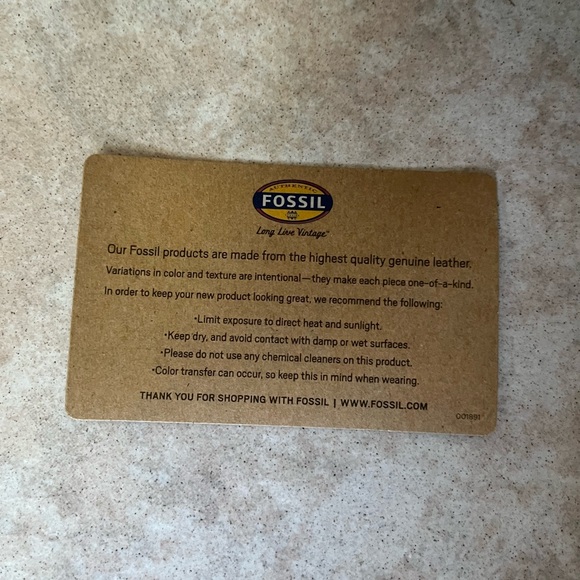 AUTHENTIC
FOSSIL
Long Live Vintage™
Our Fossil products are made from the highest quality genuine leather.
Variations in color and texture are intentional—they make each piece one-of-a-kind.
In order to keep your new product looking great, we recommend the following:
•Limit exposure to direct heat and sunlight.
•Keep dry, and avoid contact with damp or wet surfaces.
•Please do not use any chemical cleaners on this product.
•Color transfer can occur, so keep this in mind when wearing.
THANK YOU FOR SHOPPING WITH FOSSIL | WWW.FOSSIL.COM